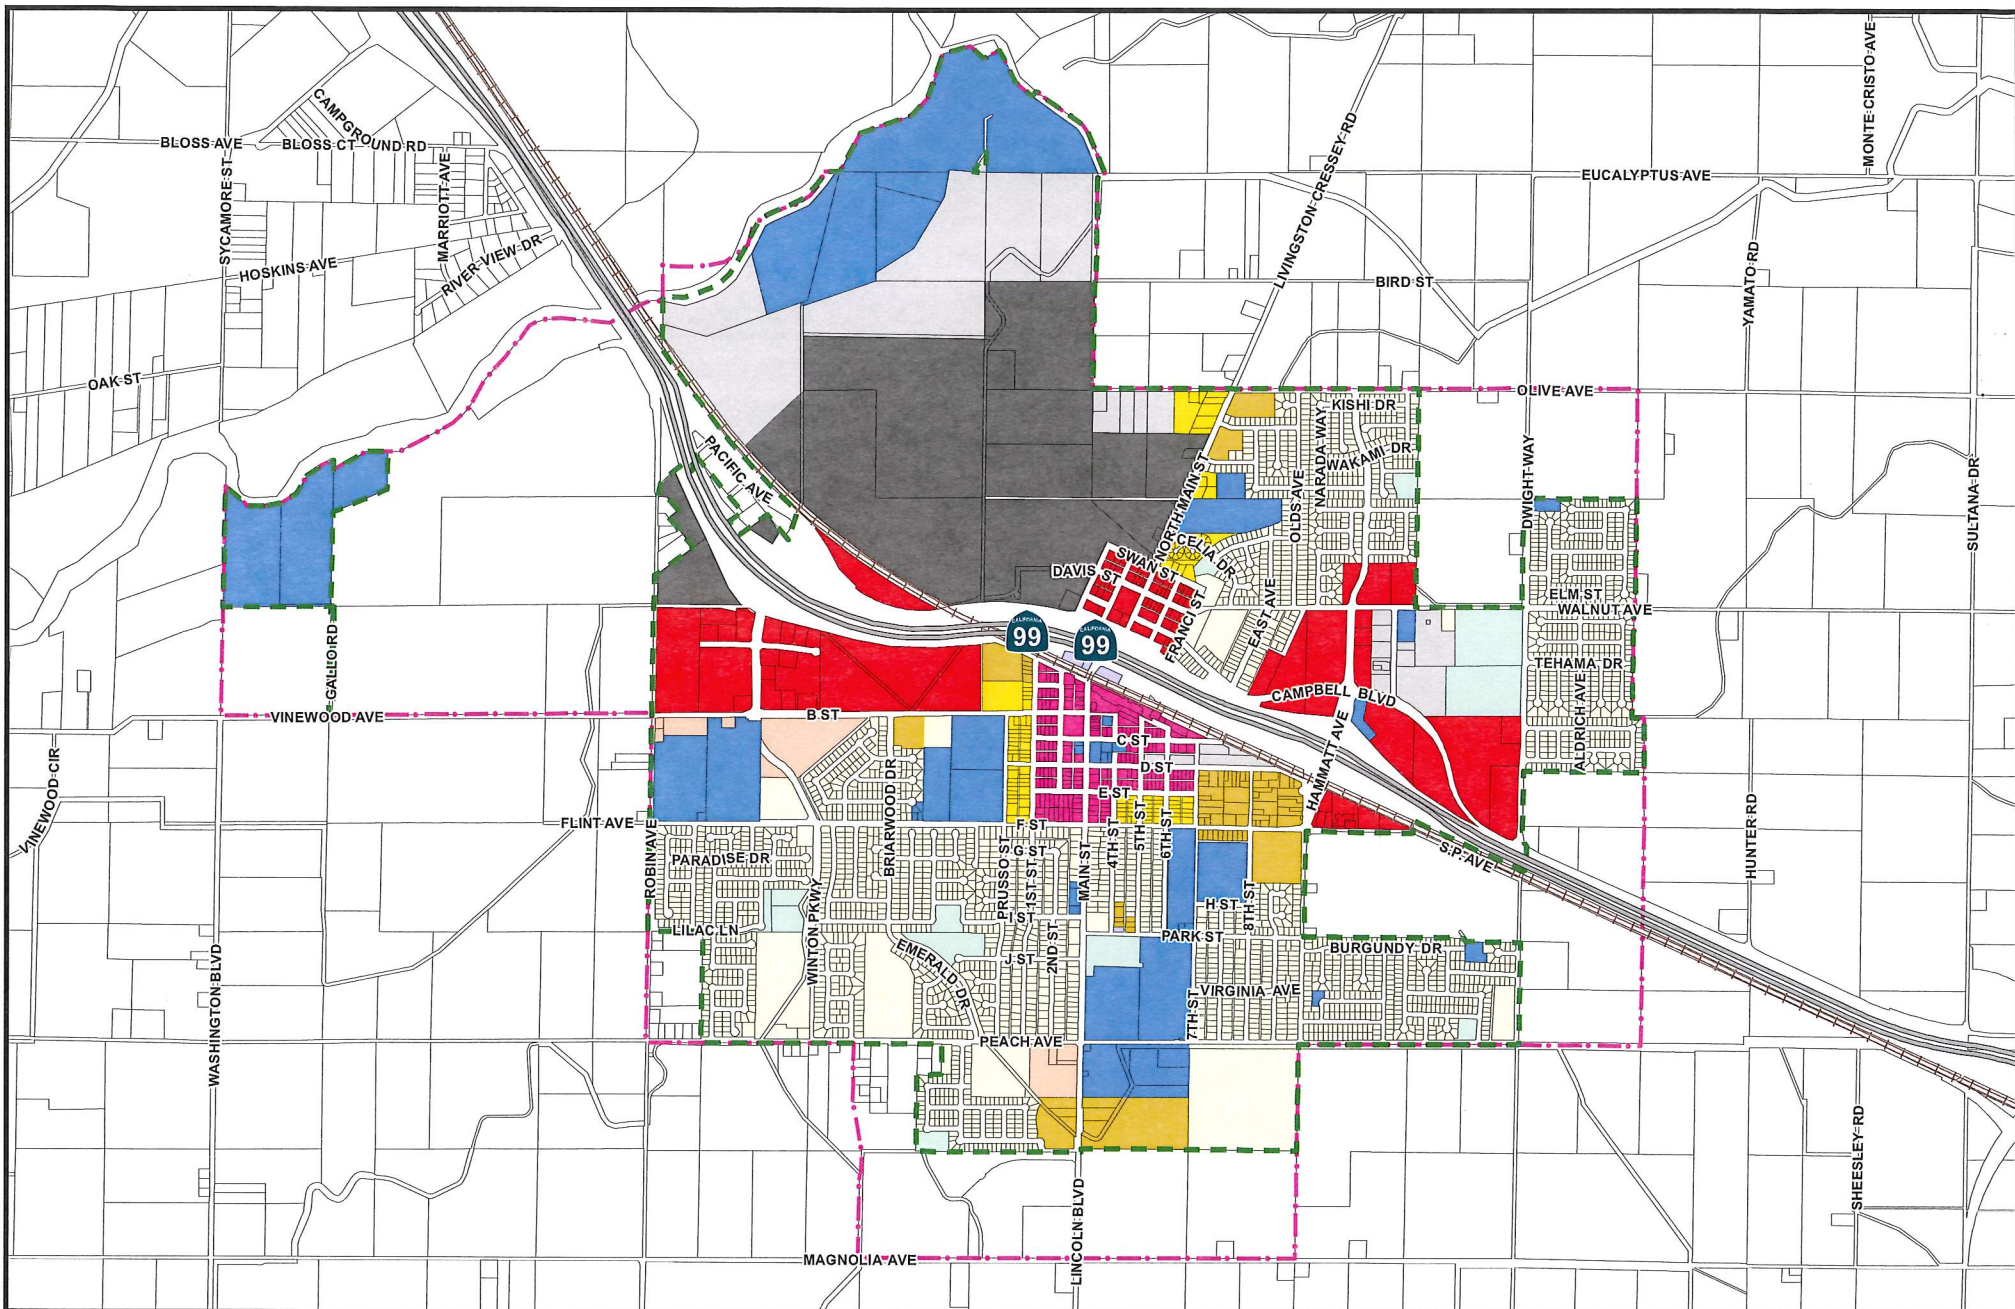 MONTE CRISTO AVE
CAMPGROUND RD
BLOSS AVE
BLOSS CT
SYCAMORE ST
MARRIOT AVE
LIVINGSTON-CRESSEY RD
EUCALYPTUS AVE
HOSKINS AVE
RIVER VIEW DR
YAMATO RD
BIRD ST
OAK ST
OLIVE AVE
KISHI DR
NARADA WAY
WAKAMI DR
PACIFIC AVE
NORTH MAIN ST
OLDS AVE
DWIGHT WAY
SULTANA DR
CELIA DR
SWAN ST
DAVIS ST
FRANCI ST
EAST AVE
ELM ST
WALNUT AVE
CALIFORNIA
99
CALIFORNIA
99
GALLO RD
TEHAMA DR
ALDRICH AVE
CAMPBELL BLVD
VINEWOOD AVE
B ST
HAMMATT AVE
C ST
D ST
VINEWOOD CIR
BRIARWOOD DR
E ST
HUNTER RD
FLINT AVE
F ST
4TH ST
5TH ST
6TH ST
G ST
S.P. AVE
PARADISE DR
ROBIN AVE
PRUSSO ST
1ST ST
MAIN ST
WINTON PKWY
H ST
8TH ST
I ST
LILAC LN
PARK ST
BURGUNDY DR
EMERALD DR
J ST
2ND ST
WASHINGTON BLVD
7TH ST
VIRGINIA AVE
PEACH AVE
SHEESLEY RD
LINCOLN BLVD
MAGNOLIA AVE